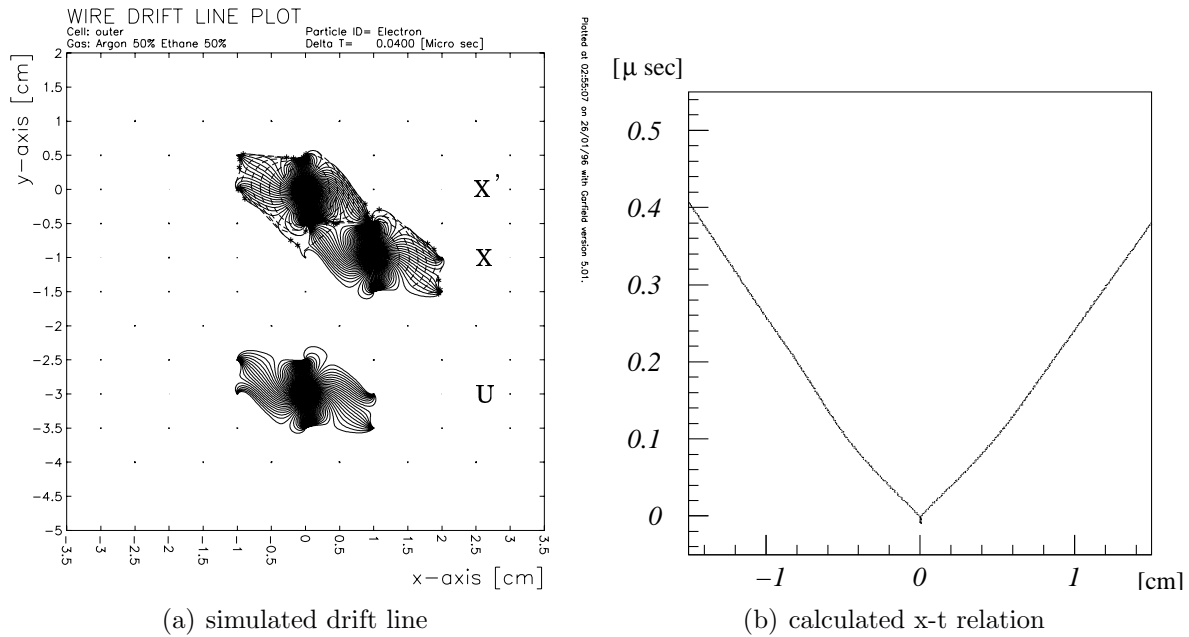 WIRE DRIFT LINE PLOT
Cell: outer
Gas: Argon 50% Ethane 50%
Particle ID= Electron
Delta T= 0.0400 [Micro sec]
y-axis [cm]
2
1.5
1
0.5
0
-0.5
-1
-1.5
-2
-2.5
-3
-3.5
-4
-4.5
-5
X'
X
U
-3.5
-3
-2.5
-2
-1.5
-1
-0.5
0
0.5
1
1.5
2
2.5
3
3.5
x-axis [cm]
Plotted at 02:55:07 on 26/01/96 with Garfield version 5.01.
(a) simulated drift line
[μ sec]
0.5
0.4
0.3
0.2
0.1
0
−1
0
1
[cm]
(b) calculated x-t relation